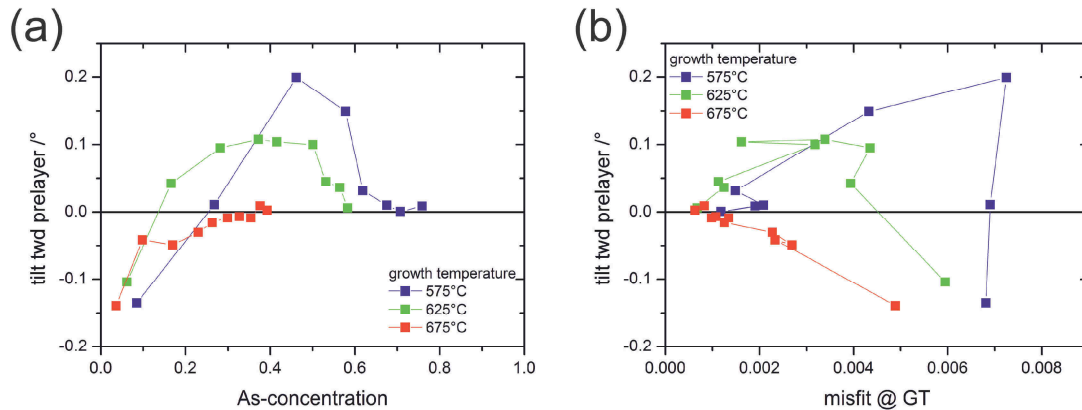 (a)
tilt twd prelayer /°
0.2
0.1
0.0
-0.1
-0.2
growth temperature
575°C
625°C
675°C
0.0 0.2 0.4 0.6 0.8 1.0
As-concentration
(b)
tilt twd prelayer /°
growth temperature
575°C
625°C
675°C
0.2
0.1
0.0
-0.1
-0.2
0.000 0.002 0.004 0.006 0.008
misfit @ GT